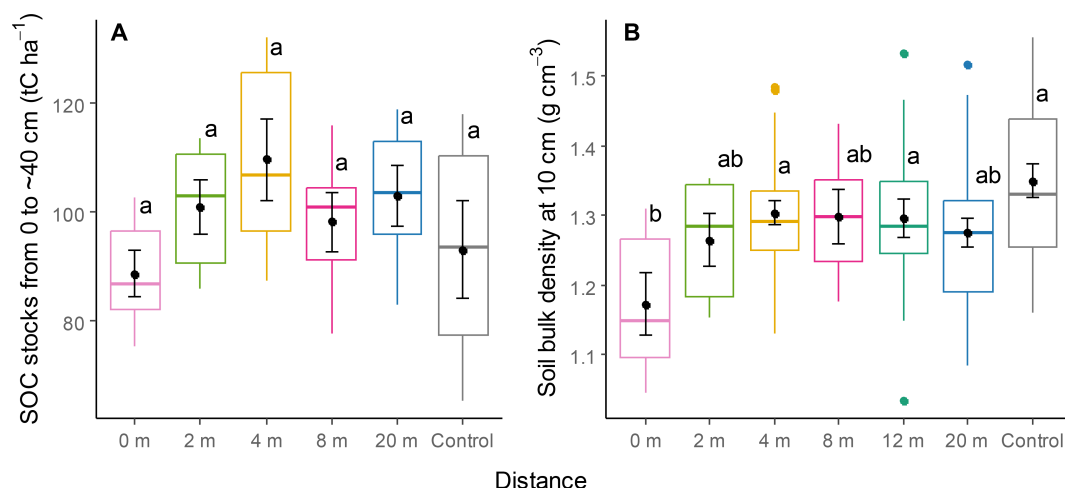 A
SOC stocks from 0 to ~40 cm (tC ha⁻¹)
120
100
80
a
a
a
a
a
a
0 m
2 m
4 m
8 m
20 m
Control
B
Soil bulk density at 10 cm (g cm⁻³)
1.5
1.4
1.3
1.2
1.1
b
ab
a
ab
a
ab
a
0 m
2 m
4 m
8 m
12 m
20 m
Control
Distance